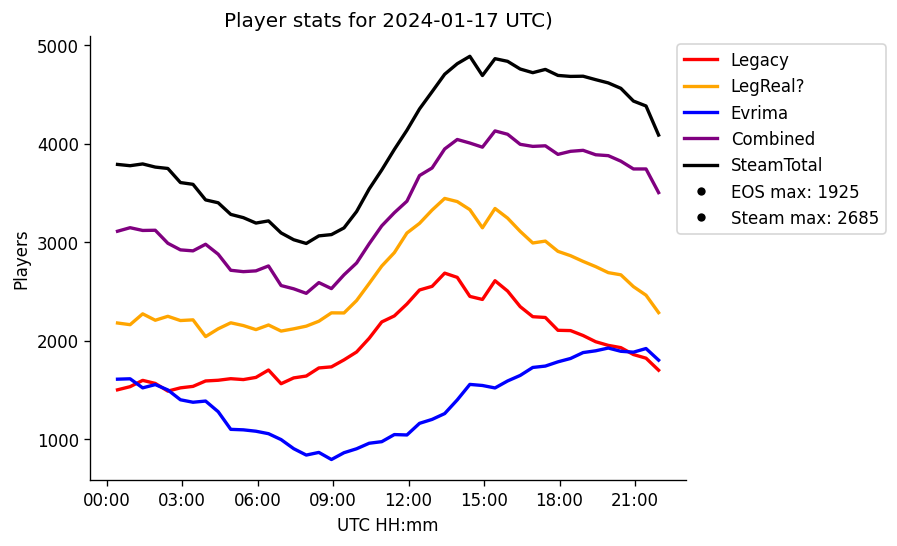 Player stats for 2024-01-17 UTC)
5000
4000
3000
2000
1000
Players
00:00 03:00 06:00 09:00 12:00 15:00 18:00 21:00
UTC HH:mm
Legacy
LegReal?
Evrima
Combined
SteamTotal
EOS max: 1925
Steam max: 2685